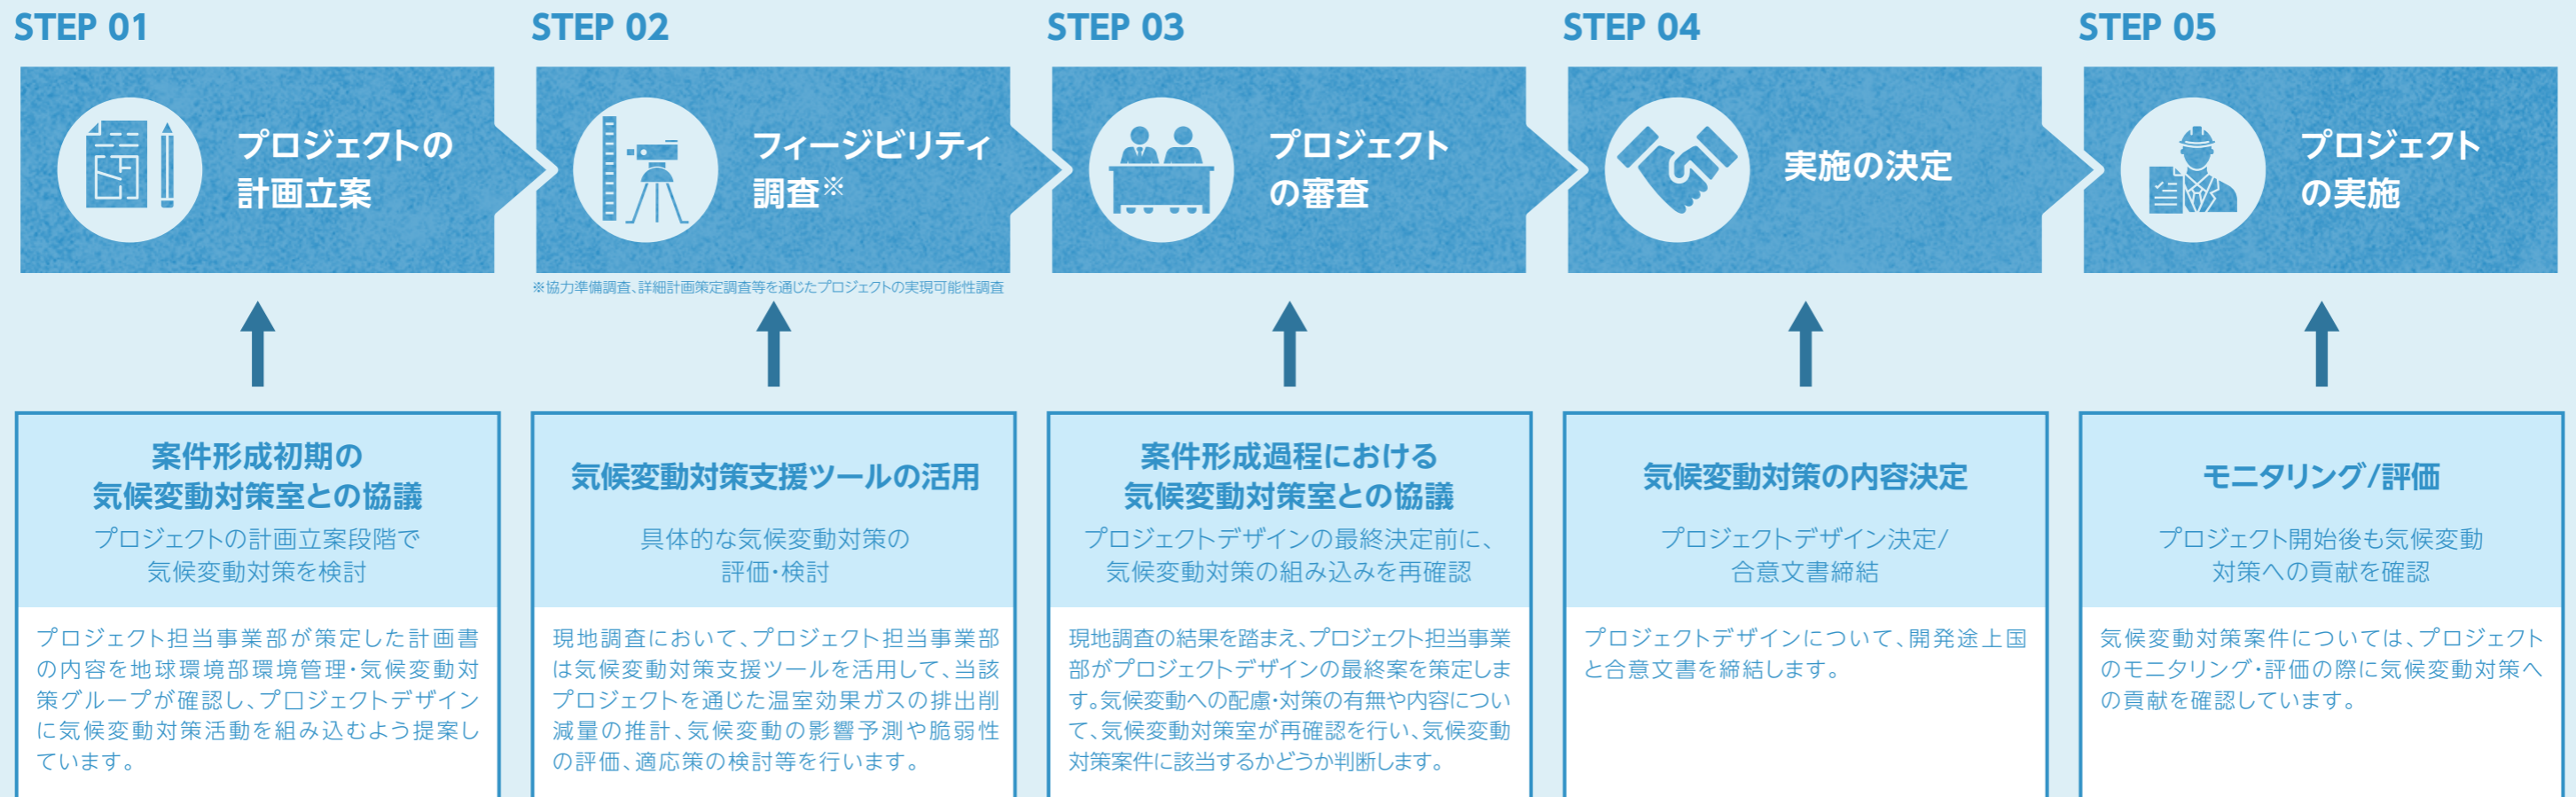 STEP 01
プロジェクトの
計画立案
案件形成初期の
気候変動対策室との協議
プロジェクトの計画立案段階で
気候変動対策を検討
プロジェクト担当事業部が策定した計画書
の内容を地球環境部環境管理・気候変動対
策グループが確認し、プロジェクトデザイン
に気候変動対策活動を組み込むよう提案し
ています。
STEP 02
フィージビリティ
調査※
※協力準備調査、詳細計画策定調査等を通じたプロジェクトの実現可能性調査
気候変動対策支援ツールの活用
具体的な気候変動対策の
評価・検討
現地調査において、プロジェクト担当事業部
は気候変動対策支援ツールを活用して、当該
プロジェクトを通じた温室効果ガスの排出削
減量の推計、気候変動の影響予測や脆弱性
の評価、適応策の検討等を行います。
STEP 03
プロジェクト
の審査
案件形成過程における
気候変動対策室との協議
プロジェクトデザインの最終決定前に、
気候変動対策の組み込みを再確認
現地調査の結果を踏まえ、プロジェクト担当事業
部がプロジェクトデザインの最終案を策定しま
す。気候変動への配慮・対策の有無や内容につい
て、気候変動対策室が再確認を行い、気候変動
対策案件に該当するかどうか判断します。
STEP 04
実施の決定
気候変動対策の内容決定
プロジェクトデザイン決定/
合意文書締結
プロジェクトデザインについて、開発途上国
と合意文書を締結します。
STEP 05
プロジェクト
の実施
モニタリング/評価
プロジェクト開始後も気候変動
対策への貢献を確認
気候変動対策案件については、プロジェクト
のモニタリング・評価の際に気候変動対策へ
の貢献を確認しています。